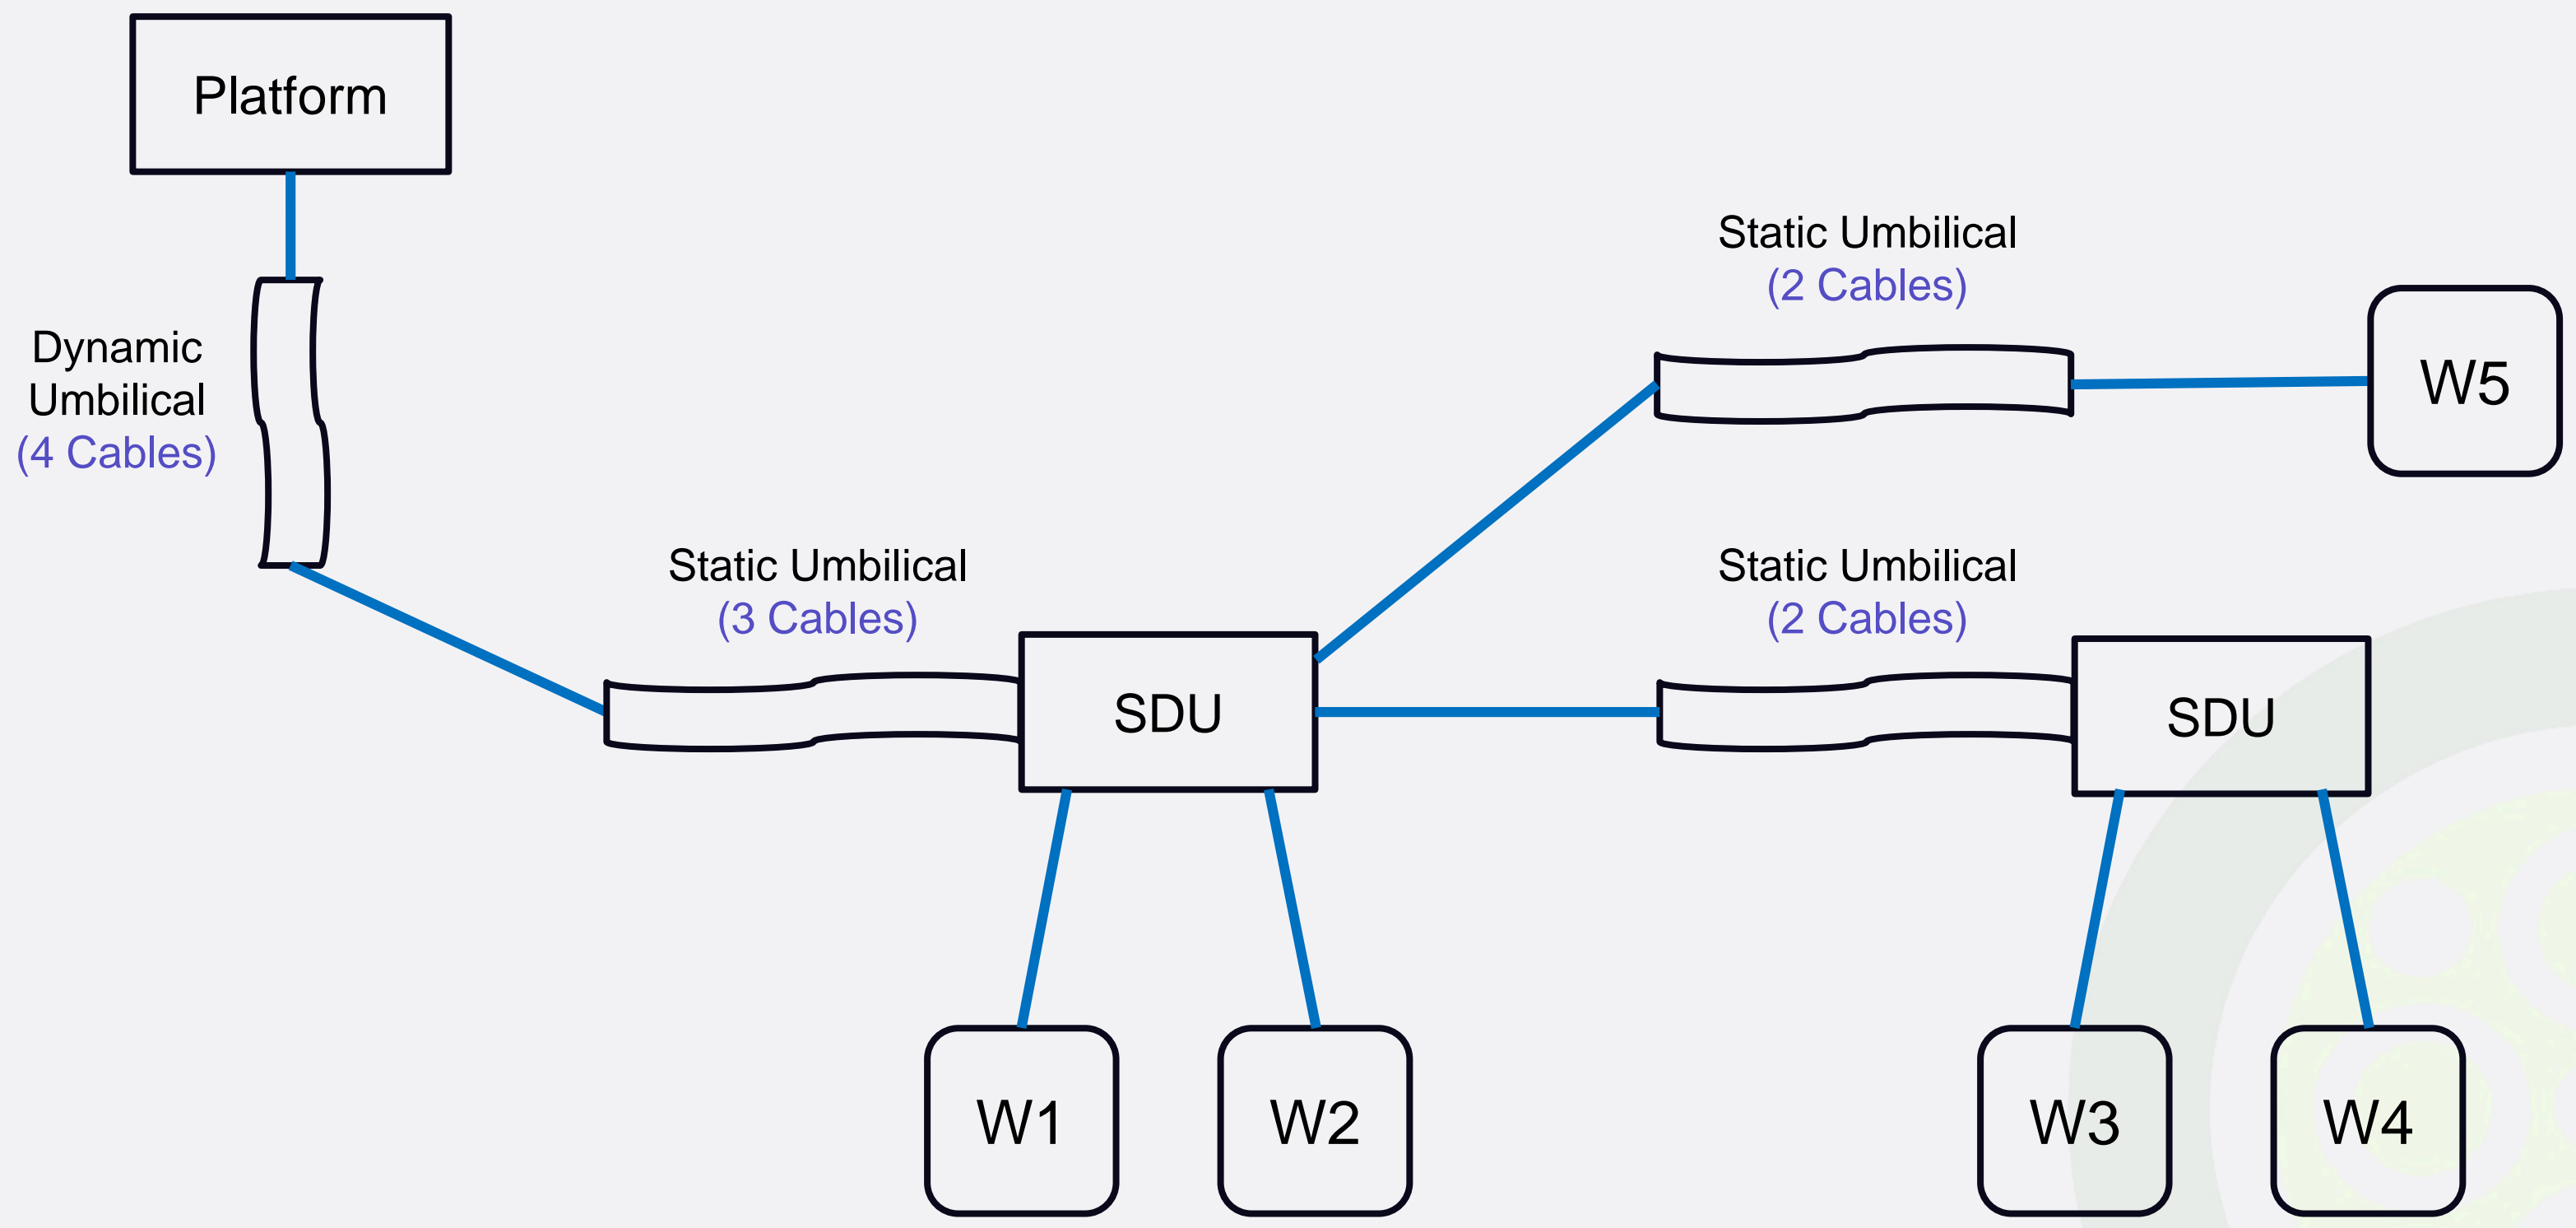 Platform
Dynamic
Umbilical
(4 Cables)
Static Umbilical
(3 Cables)
SDU
Static Umbilical
(2 Cables)
W5
Static Umbilical
(2 Cables)
SDU
W1
W2
W3
W4